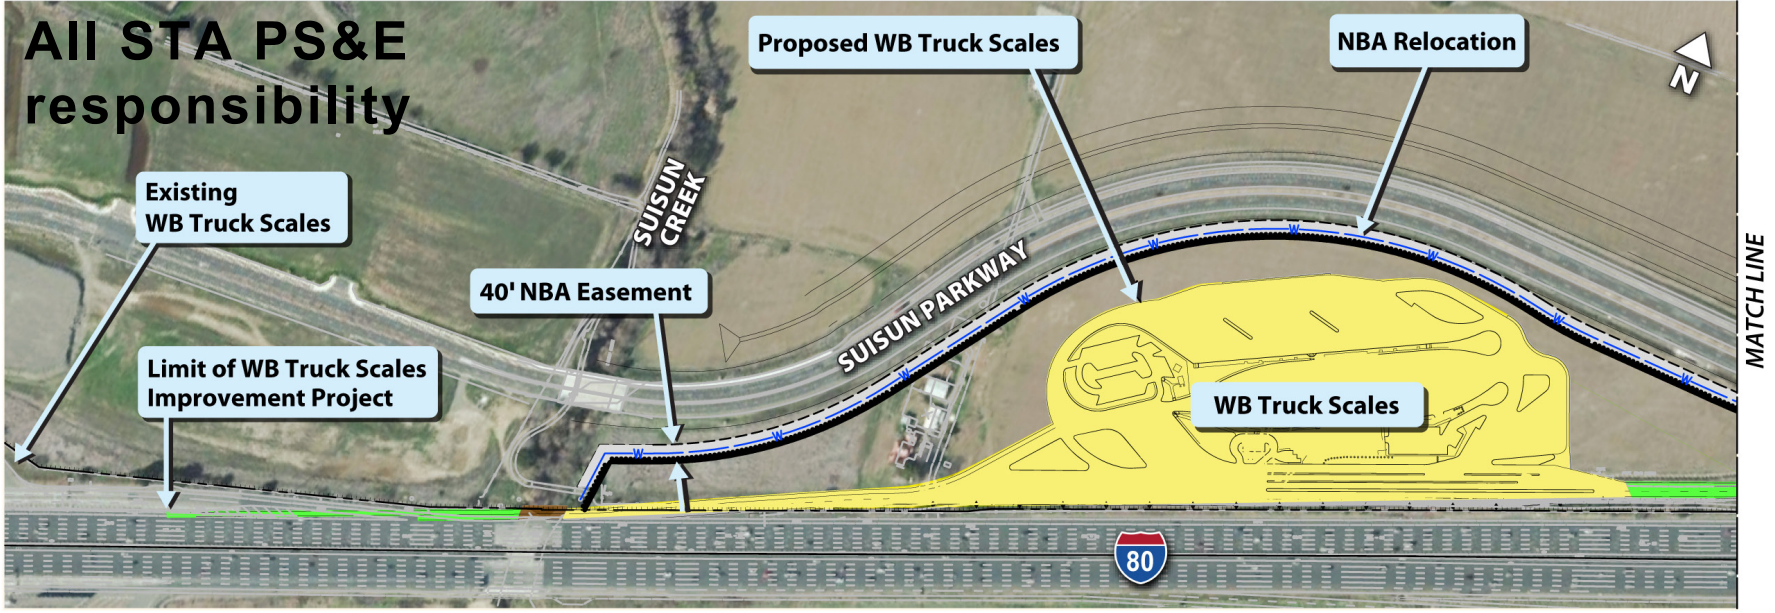 All STA PS&E
responsibility
Proposed WB Truck Scales
NBA Relocation
N
Existing
WB Truck Scales
SUISUN
CREEK
40' NBA Easement
SUISUN PARKWAY
MATCH LINE
Limit of WB Truck Scales
Improvement Project
WB Truck Scales
W
W
W
W
W
W
W
W
W
80